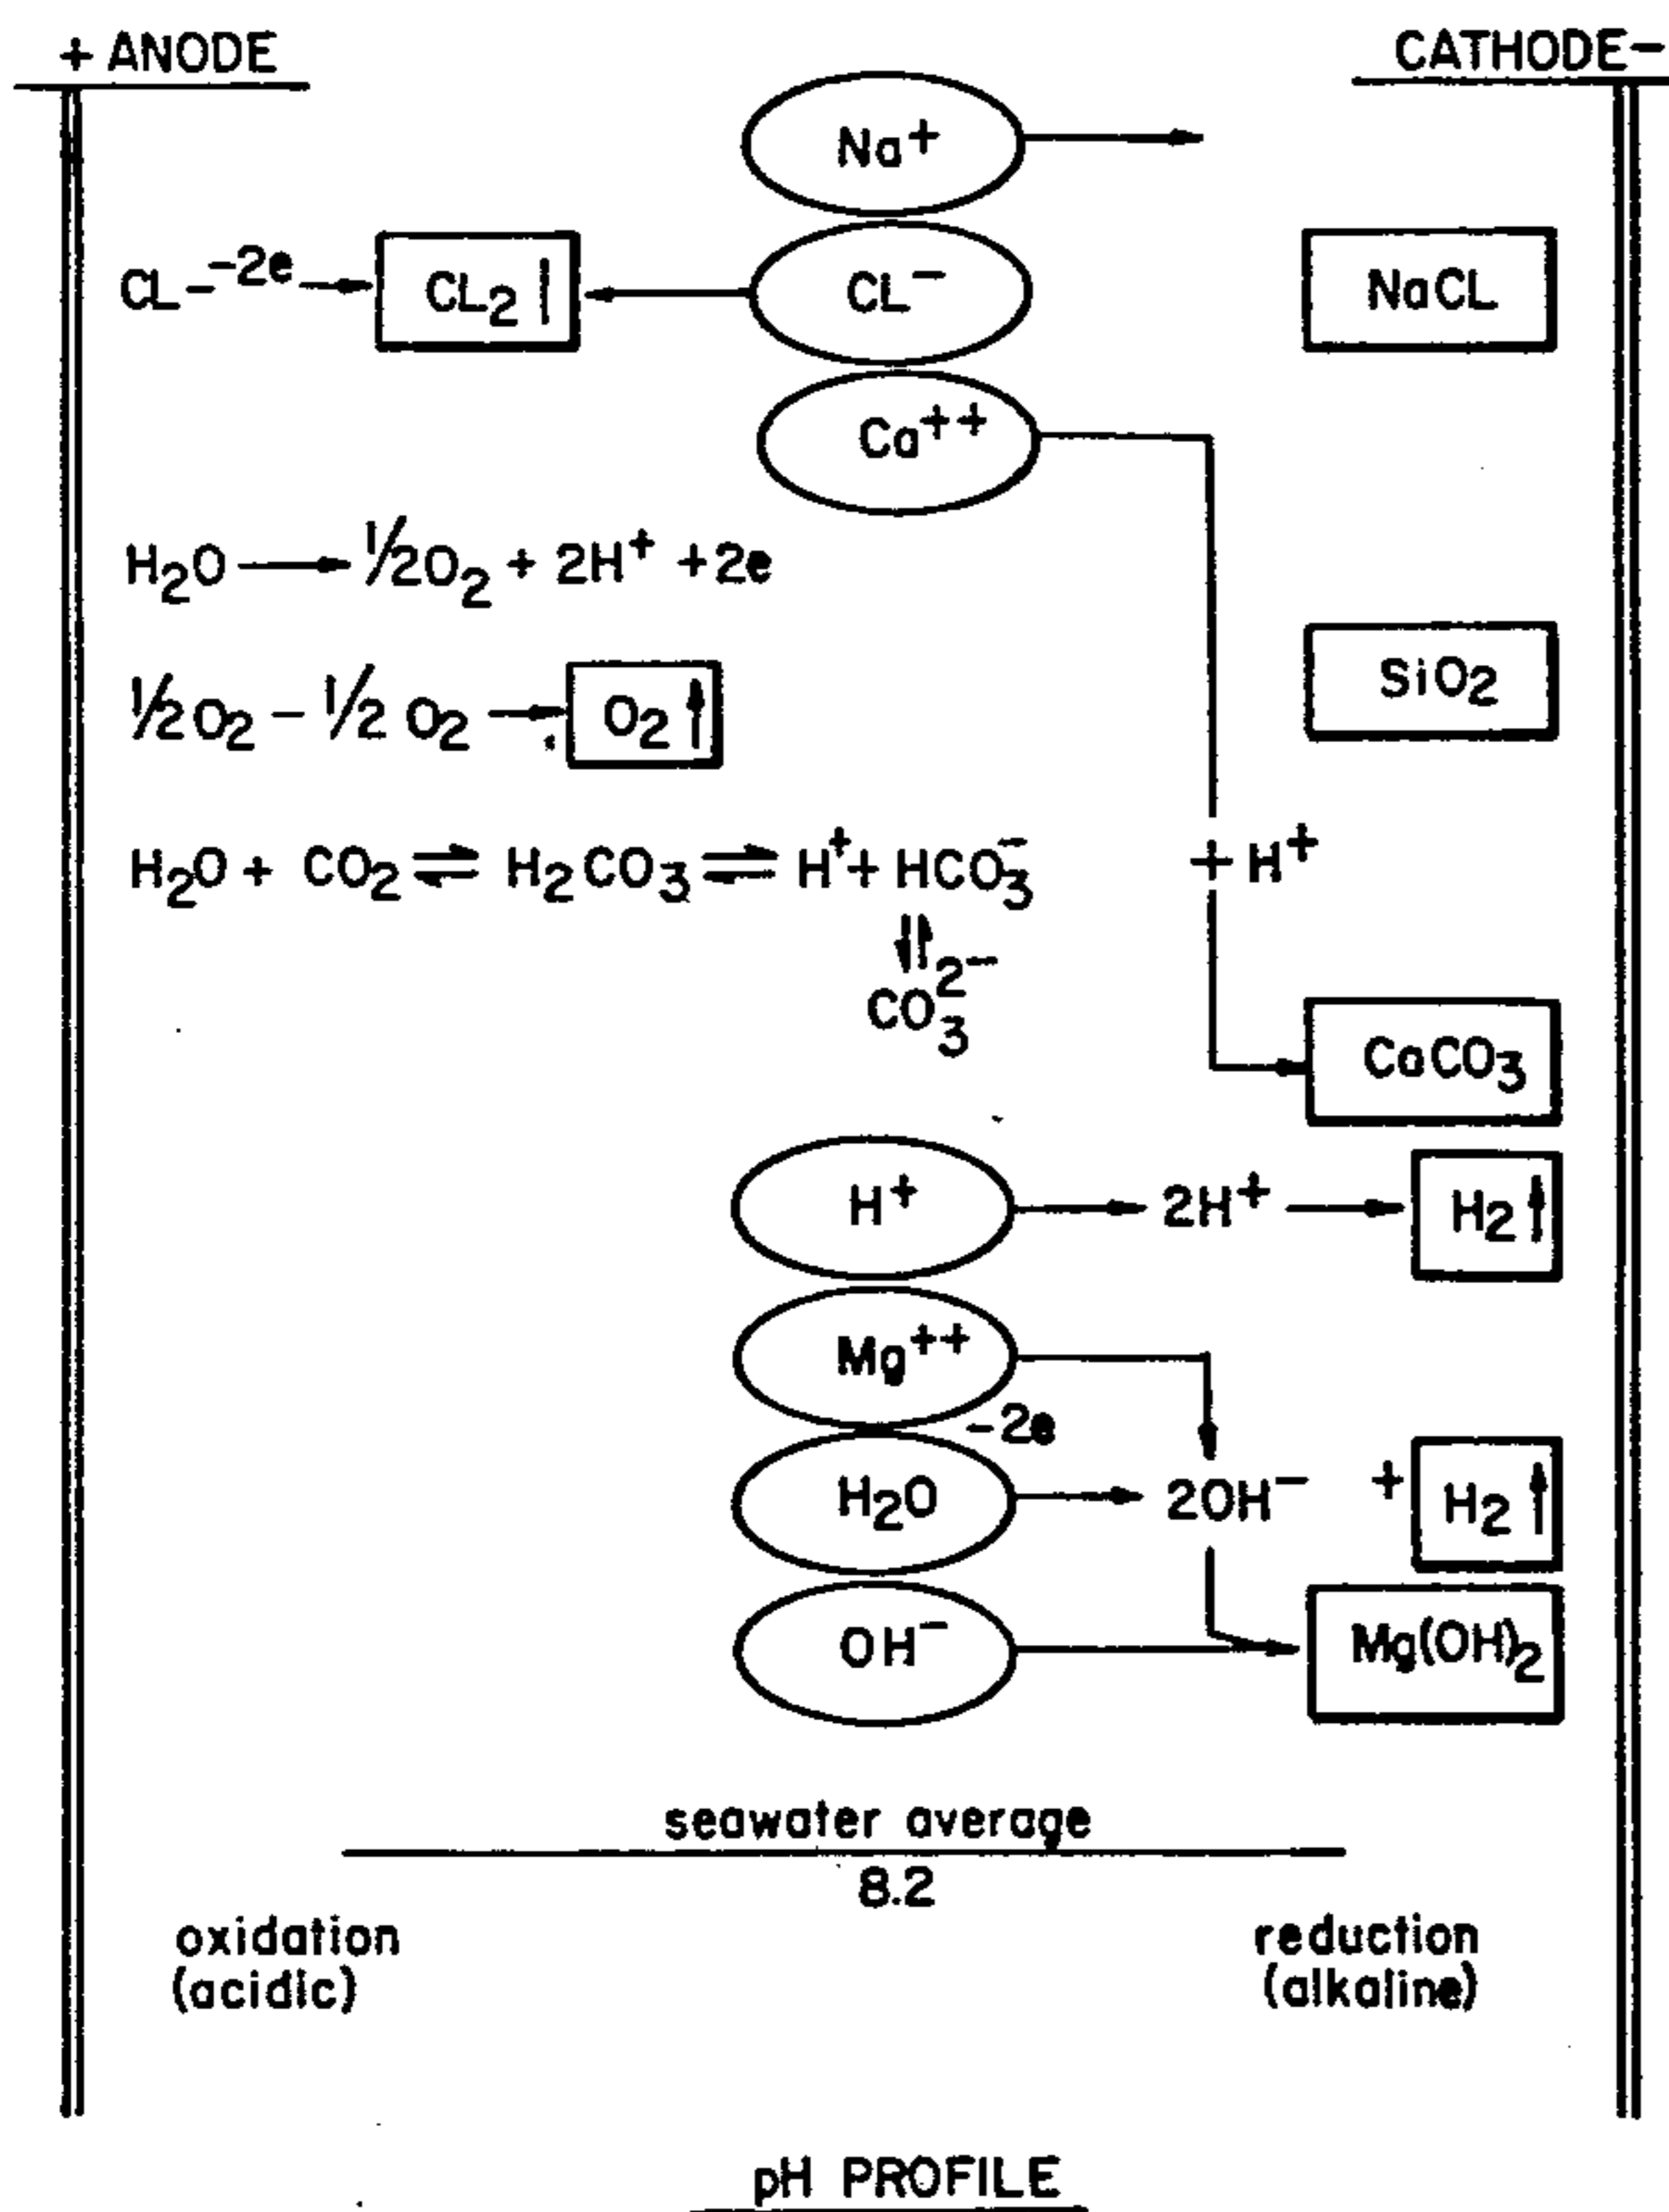 + ANODE CATHODE-
Na+
CL- -2e → CL2 | ← CL- NaCL
Ca++
H2O → 1/2O2 + 2H+ +2e
SiO2
1/2O2 - 1/2 O2 → O2 ↑
H2O + CO2 ⇌ H2CO3 ⇌ H+ + HCO3- + H+
CO3 2-
CaCO3
H+ → 2H+ → H2 ↑
Mg++
-2e
H2O → 2OH- + H2 ↑
OH- → Mg(OH)2
seawater average
8.2
oxidation reduction
(acidic) (alkaline)
pH PROFILE